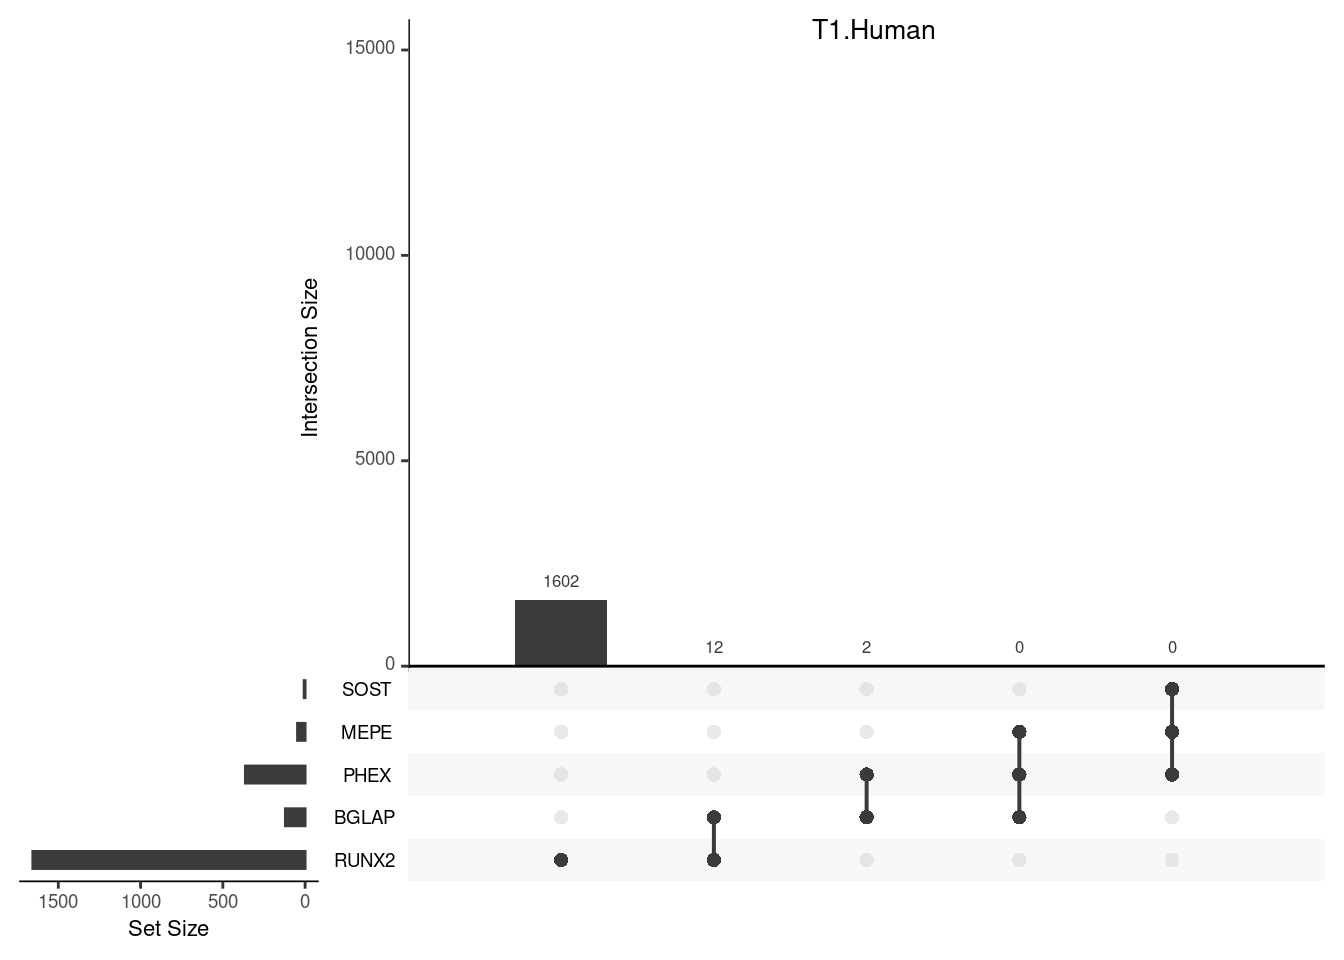 T1.Human
15000
10000
5000
0
Intersection Size
1602
12
2
0
0
SOST
MEPE
PHEX
BGLAP
RUNX2
1500 1000 500 0
Set Size